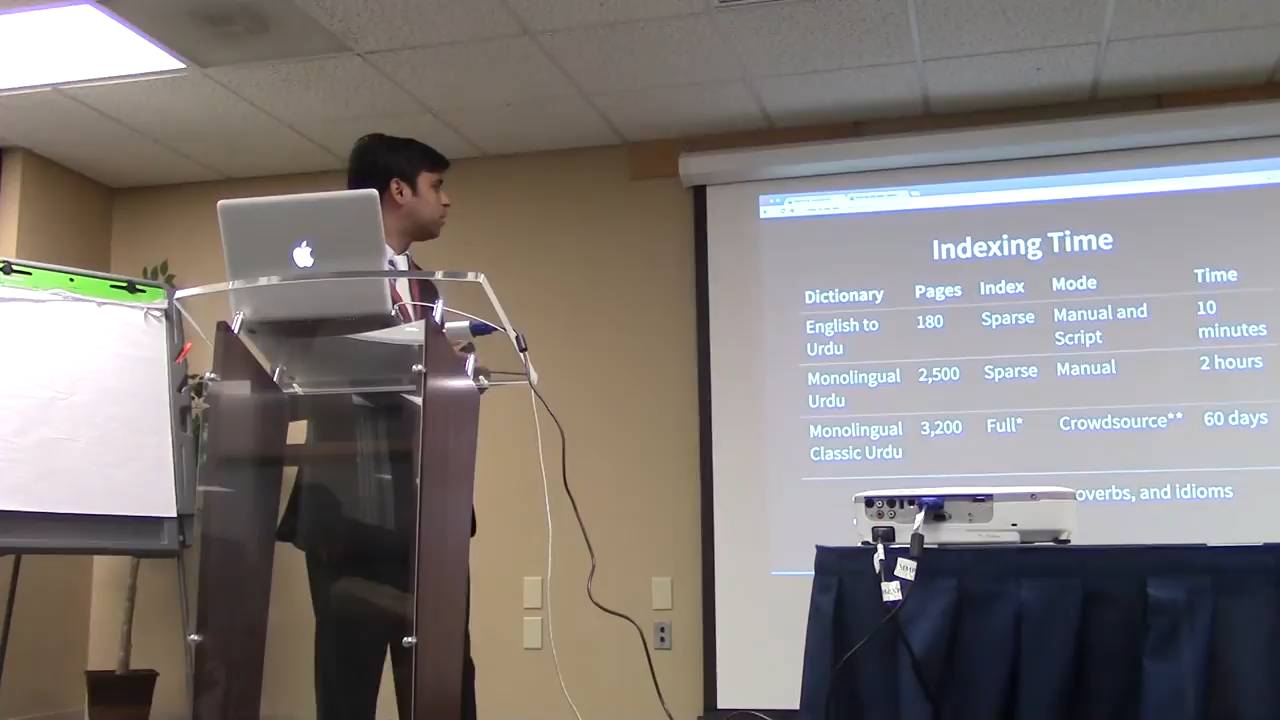 Indexing Time
Dictionary Pages Index Mode Time
English to Urdu 180 Sparse Manual and Script 10 minutes
Monolingual Urdu 2,500 Sparse Manual 2 hours
Monolingual Classic Urdu 3,200 Full* Crowdsource** 60 days
overbs, and idioms